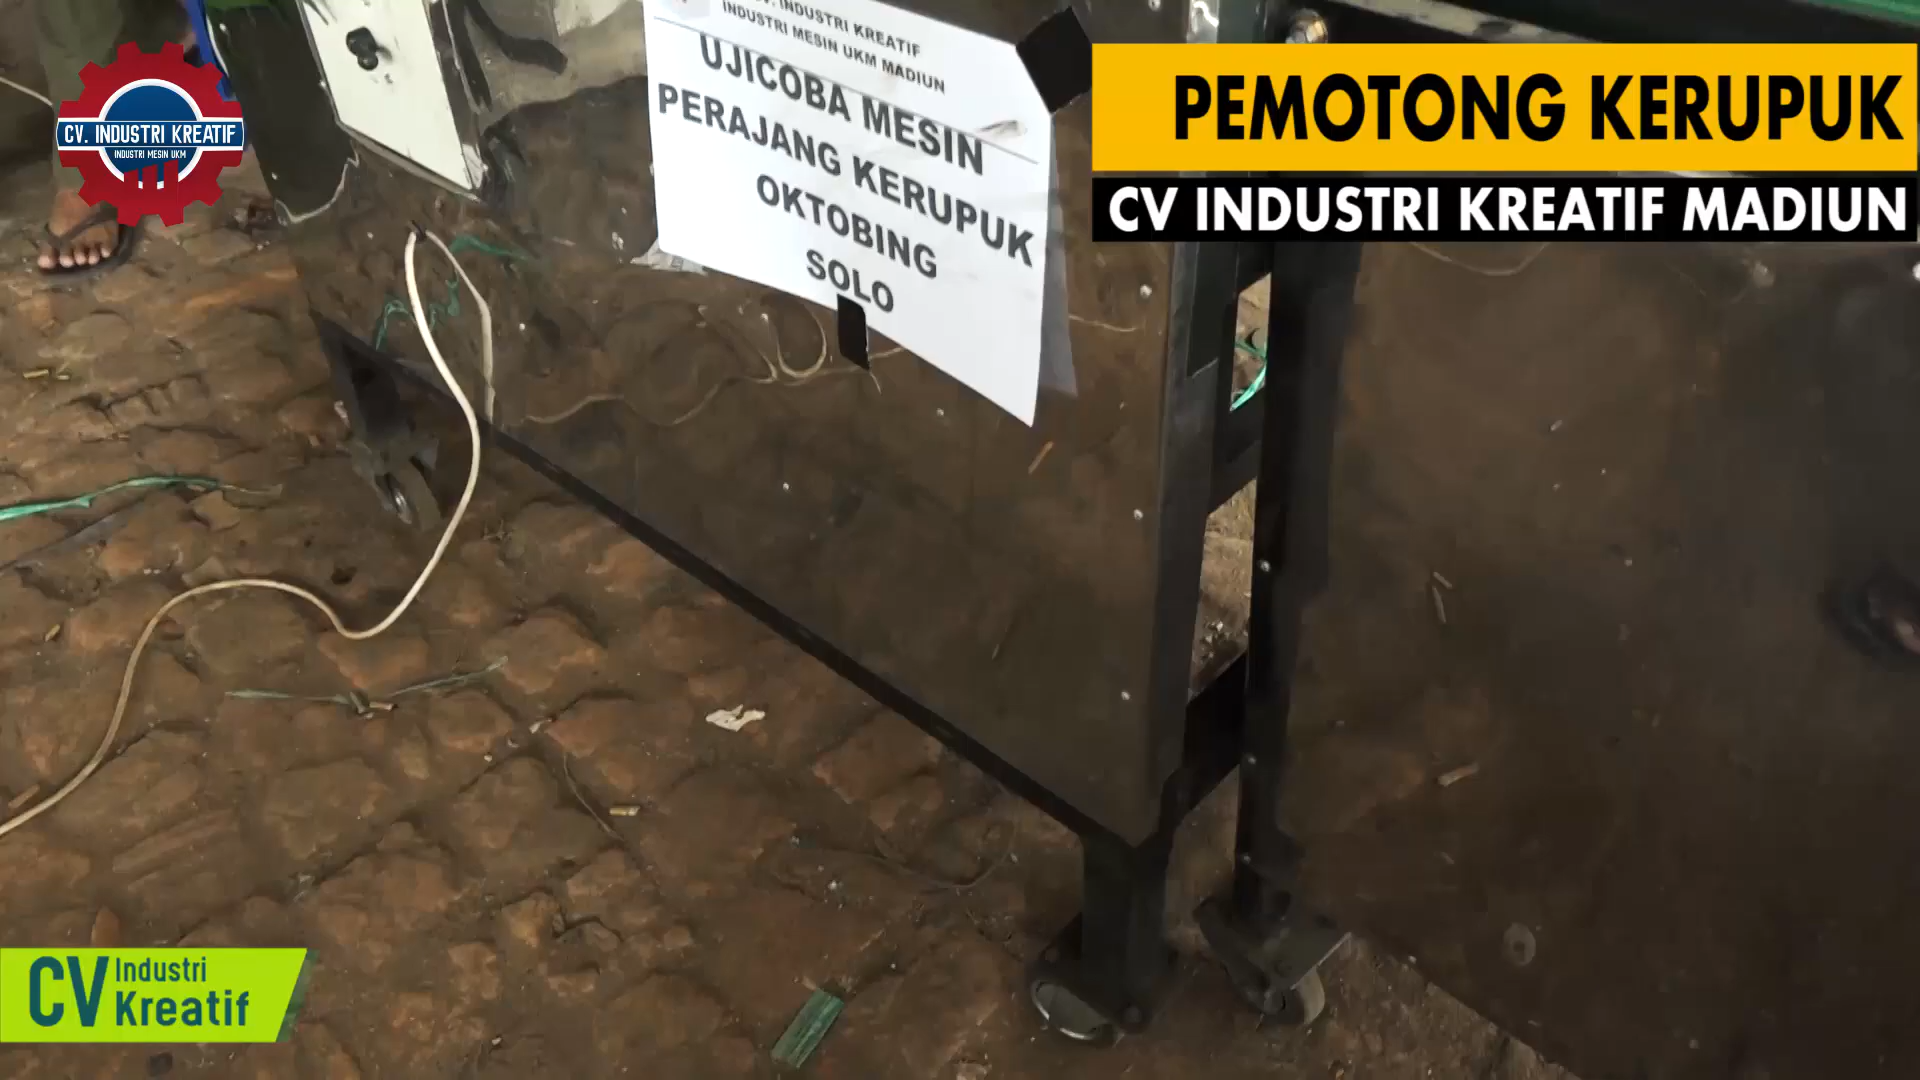 CV. INDUSTRI KREATIF
INDUSTRI MESIN UKM
CV. INDUSTRI KREATIF
INDUSTRI MESIN UKM MADIUN
UJICOBA MESIN
PERAJANG KERUPUK
OKTOBING
SOLO
PEMOTONG KERUPUK
CV INDUSTRI KREATIF MADIUN
CV Industri
Kreatif